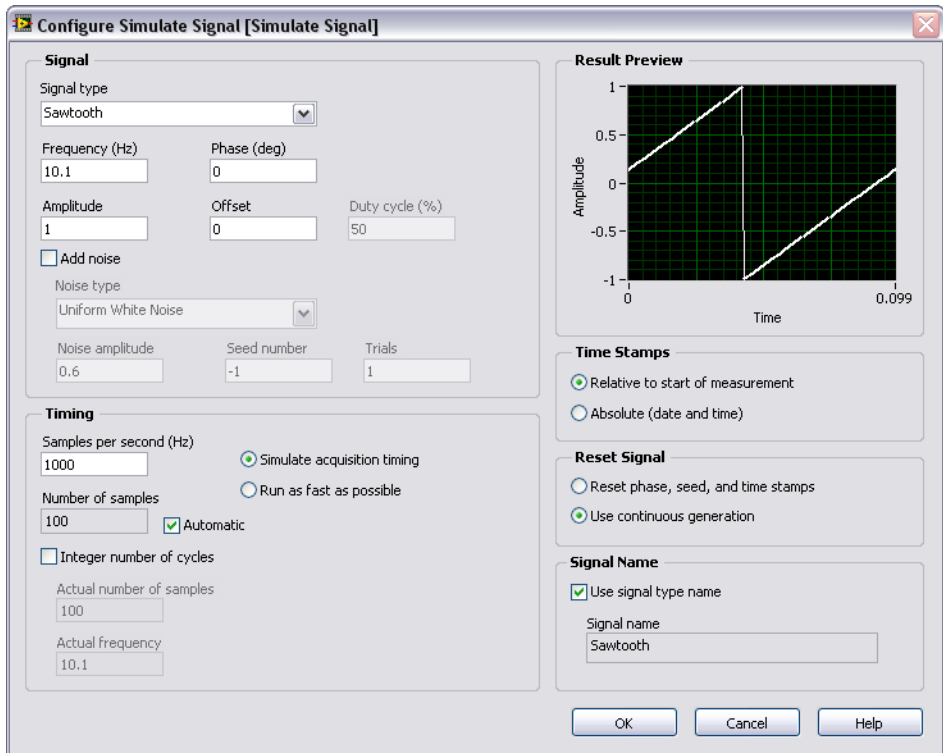 Configure Simulate Signal [Simulate Signal]
Signal
Signal type
Sawtooth
Frequency (Hz) Phase (deg)
10.1 0
Amplitude Offset Duty cycle (%)
1 0 50
Add noise
Noise type
Uniform White Noise
Noise amplitude Seed number Trials
0.6 -1 1
Timing
Samples per second (Hz)
1000
Simulate acquisition timing
Run as fast as possible
Number of samples
100 Automatic
Integer number of cycles
Actual number of samples
100
Actual frequency
10.1
Result Preview
1
0.5
0
-0.5
-1
Amplitude
0 0.099
Time
Time Stamps
Relative to start of measurement
Absolute (date and time)
Reset Signal
Reset phase, seed, and time stamps
Use continuous generation
Signal Name
Use signal type name
Signal name
Sawtooth
OK Cancel Help